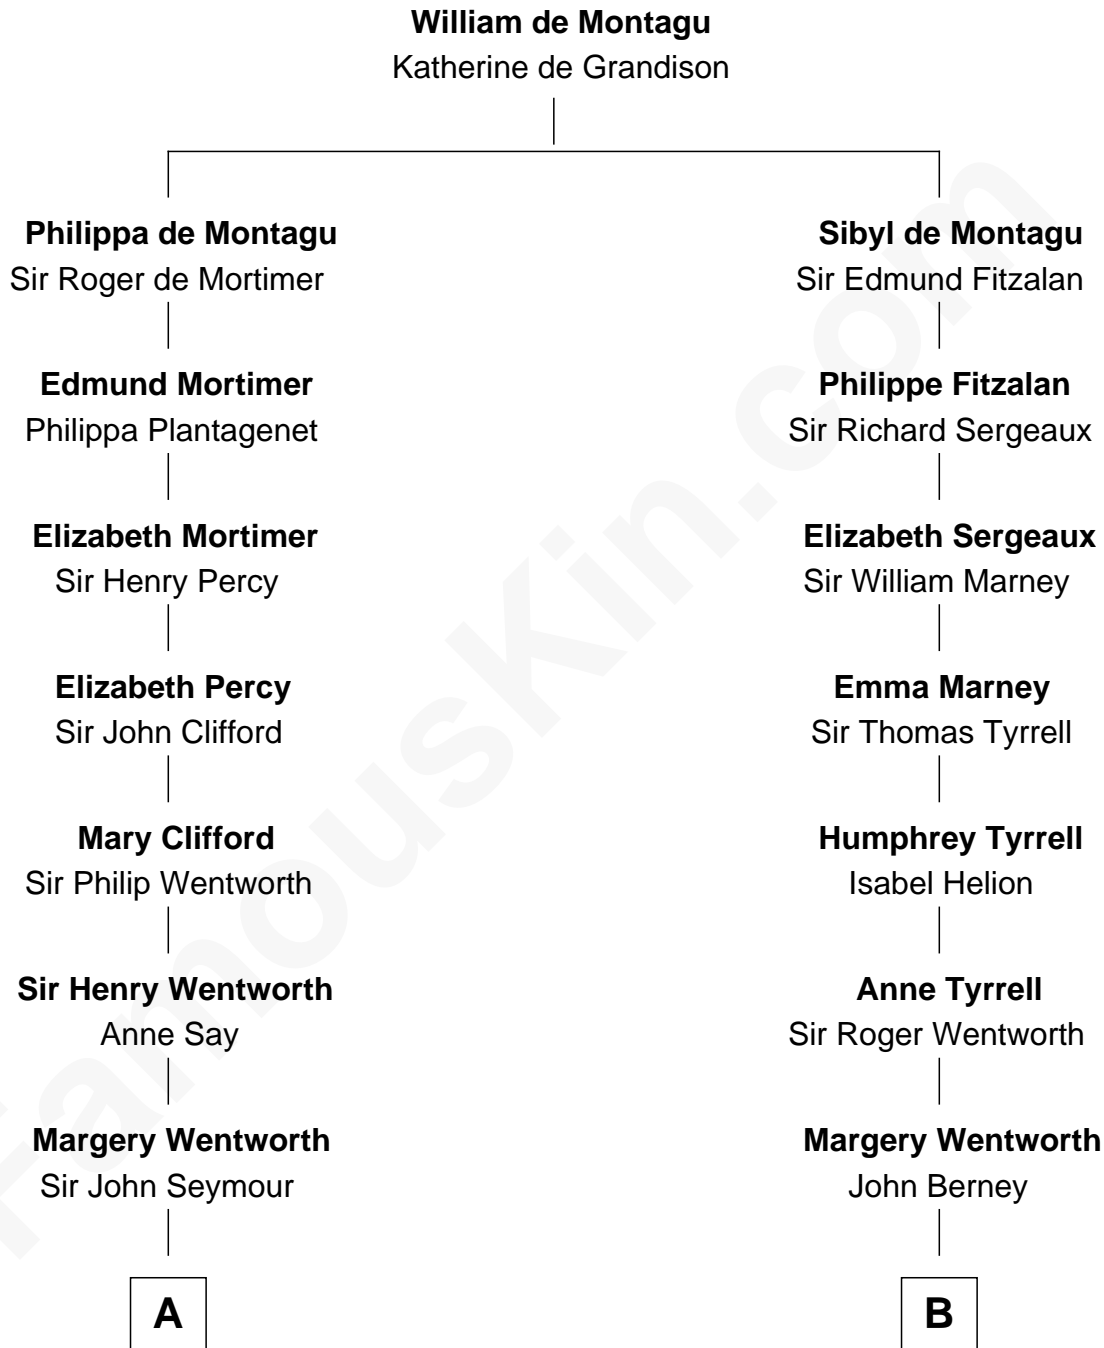 William de Montagu
Katherine de Grandison
Philippa de Montagu
Sir Roger de Mortimer
Sibyl de Montagu
Sir Edmund Fitzalan
Edmund Mortimer
Philippa Plantagenet
Philippe Fitzalan
Sir Richard Sergeaux
Elizabeth Mortimer
Sir Henry Percy
Elizabeth Sergeaux
Sir William Marney
Elizabeth Percy
Sir John Clifford
Emma Marney
Sir Thomas Tyrrell
Mary Clifford
Sir Philip Wentworth
Humphrey Tyrrell
Isabel Helion
Sir Henry Wentworth
Anne Say
Anne Tyrrell
Sir Roger Wentworth
Margery Wentworth
Sir John Seymour
Margery Wentworth
John Berney
A
B
FamousKin.com